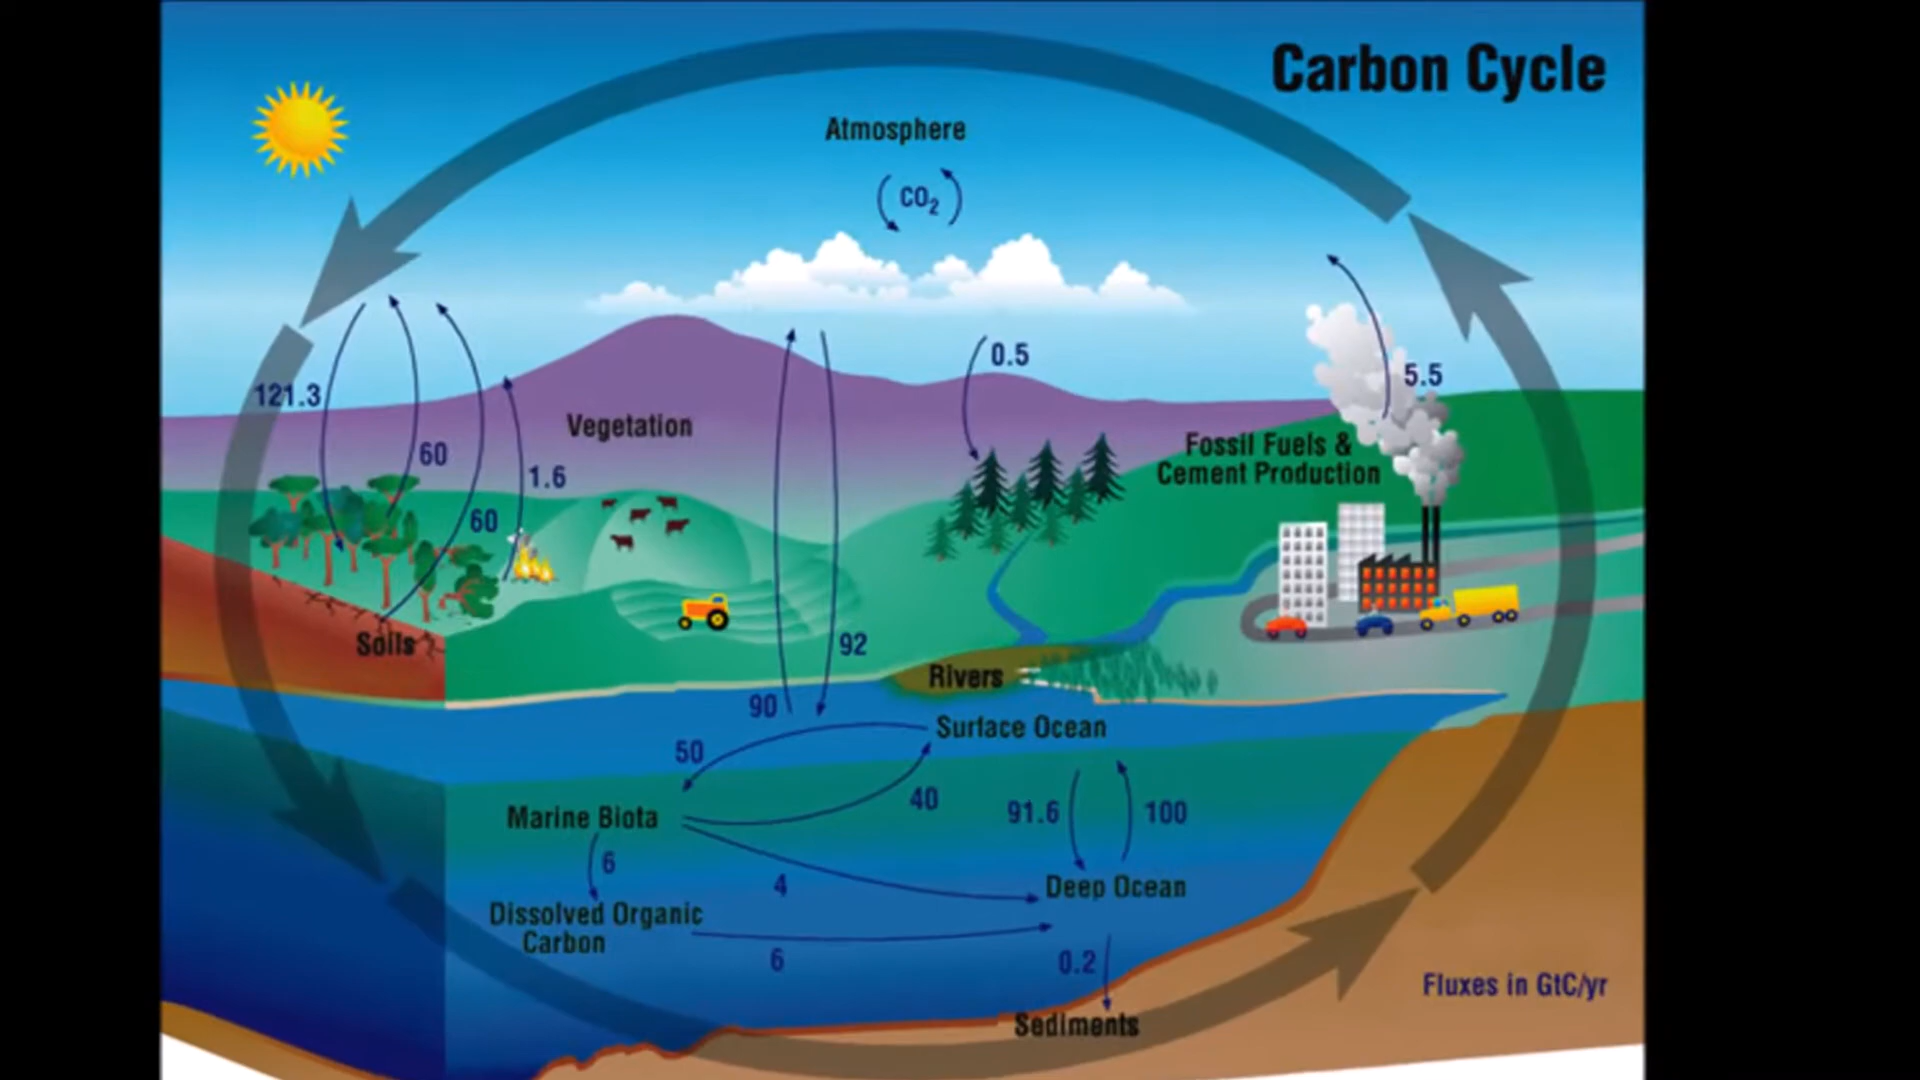 Carbon Cycle
Atmosphere
CO₂
0.5
5.5
121.3
Vegetation
60
Fossil Fuels &
Cement Production
1.6
60
Soils
92
Rivers
90
Surface Ocean
50
40
91.6
100
Marine Biota
6
4
Deep Ocean
Dissolved Organic
Carbon
6
0.2
Fluxes in GtC/yr
Sediments